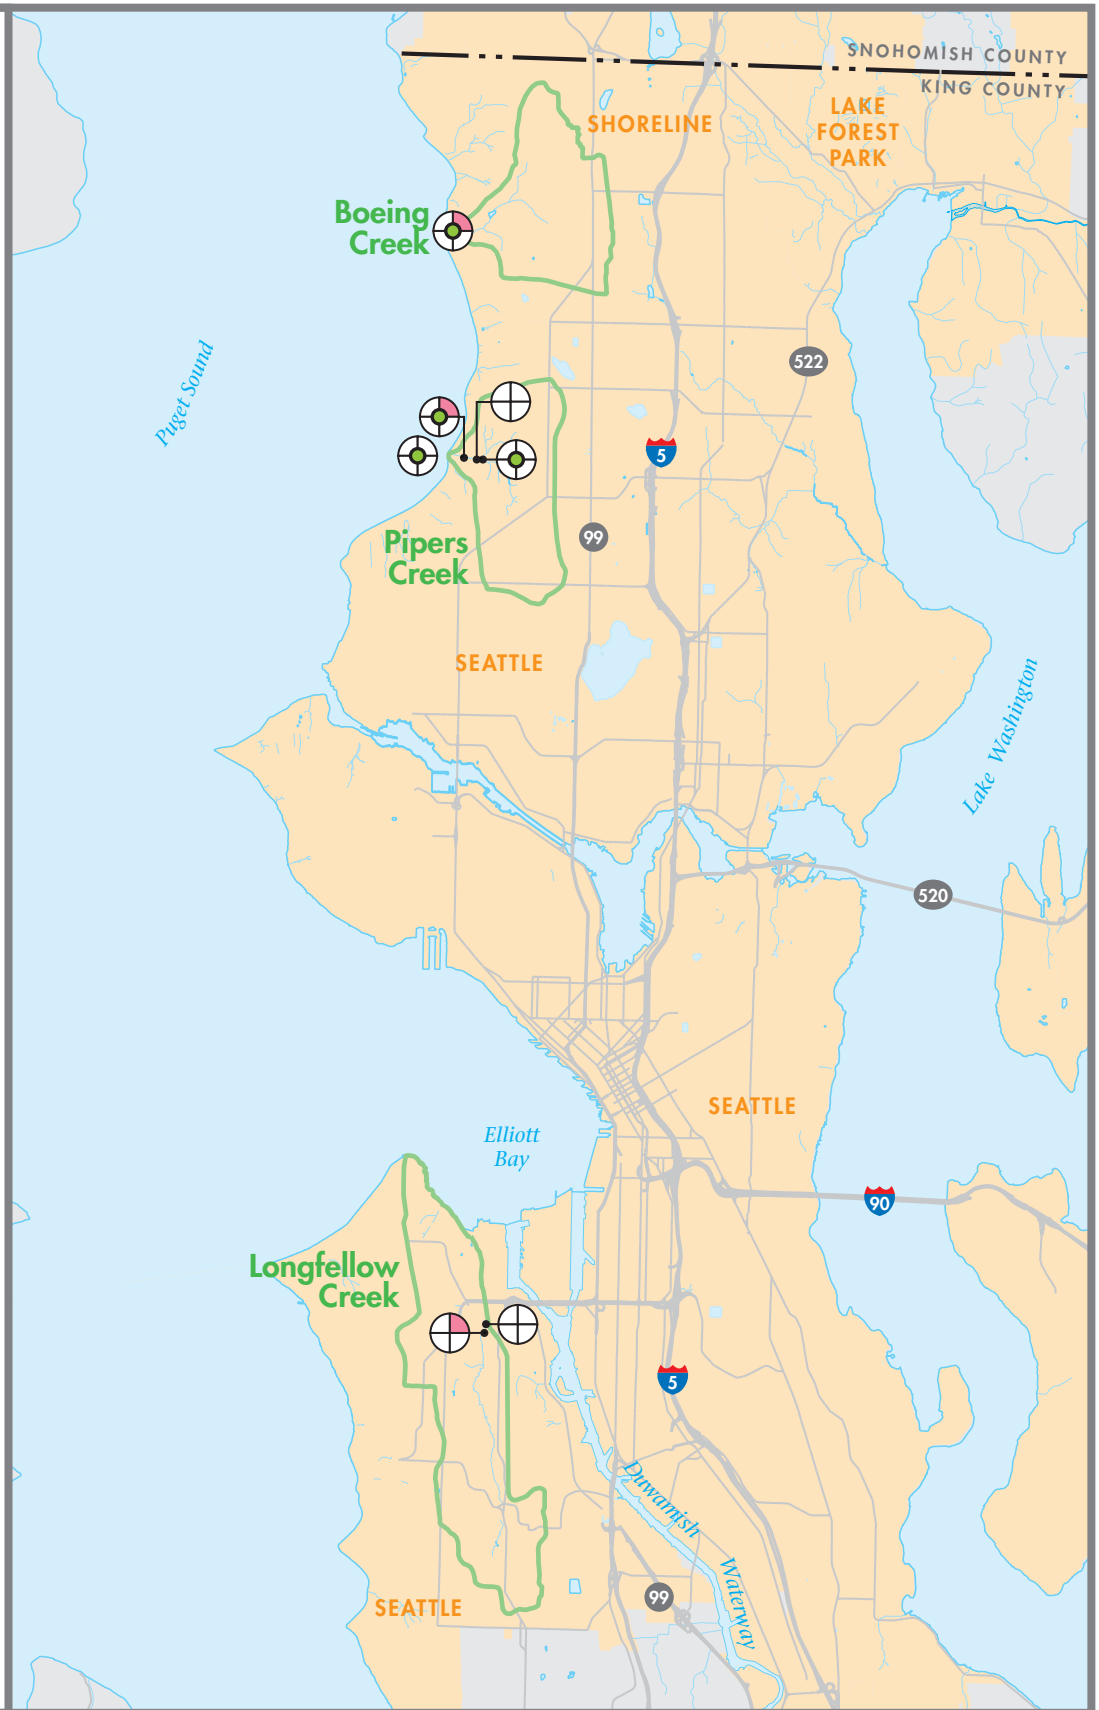 SNOHOMISH COUNTY
KING COUNTY
LAKE
FOREST
PARK
SHORELINE
Boeing
Creek
Puget Sound
522
5
99
Pipers
Creek
SEATTLE
Lake Washington
520
SEATTLE
Elliott
Bay
90
Longfellow
Creek
5
Duwamish
Waterway
99
SEATTLE